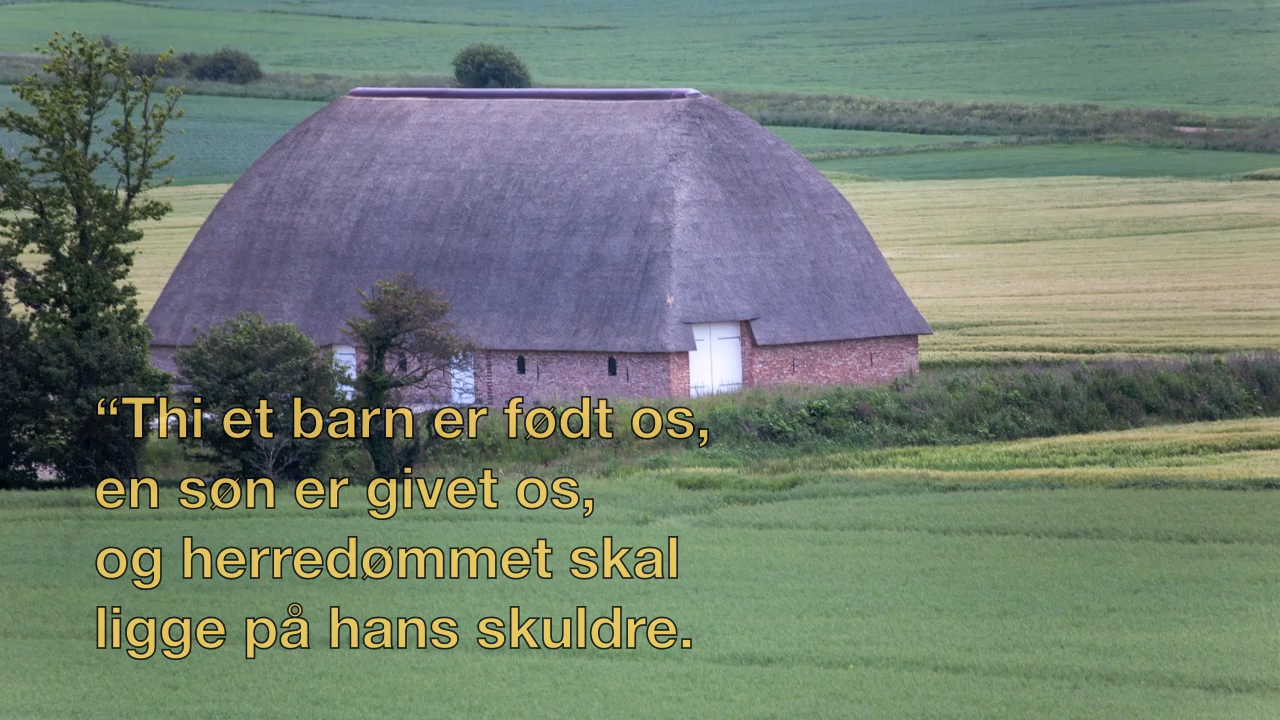 “Thi et barn er født os,
en søn er givet os,
og herredømmet skal
ligge på hans skuldre.